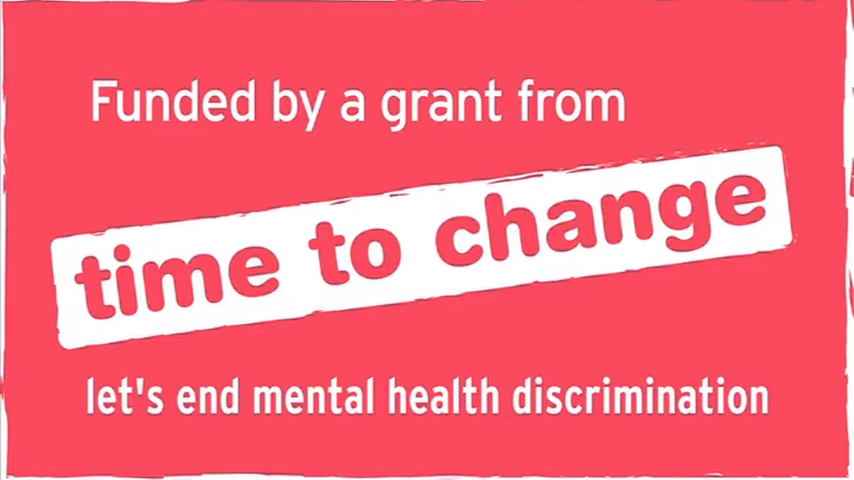 Funded by a grant from
time to change
let's end mental health discrimination